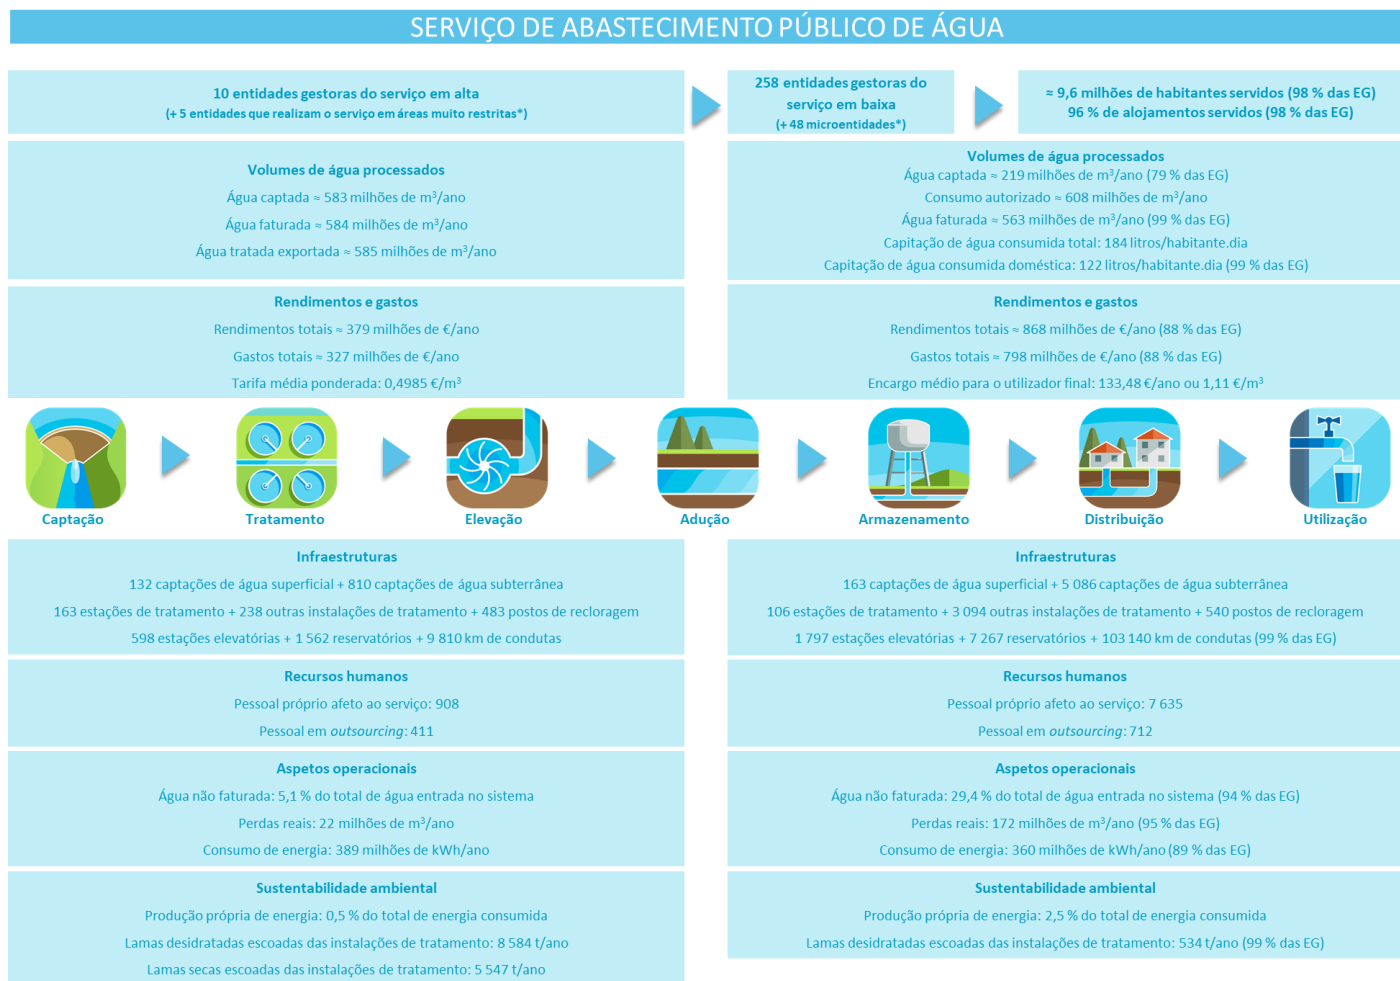 SERVIÇO DE ABASTECIMENTO PÚBLICO DE ÁGUA
10 entidades gestoras do serviço em alta
(+ 5 entidades que realizam o serviço em áreas muito restritas*)
258 entidades gestoras do
serviço em baixa
(+ 48 microentidades*)
≈ 9,6 milhões de habitantes servidos (98 % das EG)
96 % de alojamentos servidos (98 % das EG)
Volumes de água processados
Água captada ≈ 583 milhões de m³/ano
Água faturada ≈ 584 milhões de m³/ano
Água tratada exportada ≈ 585 milhões de m³/ano
Volumes de água processados
Água captada ≈ 219 milhões de m³/ano (79 % das EG)
Consumo autorizado ≈ 608 milhões de m³/ano
Água faturada ≈ 563 milhões de m³/ano (99 % das EG)
Capitação de água consumida total: 184 litros/habitante.dia
Capitação de água consumida doméstica: 122 litros/habitante.dia (99 % das EG)
Rendimentos e gastos
Rendimentos totais ≈ 379 milhões de €/ano
Gastos totais ≈ 327 milhões de €/ano
Tarifa média ponderada: 0,4985 €/m³
Rendimentos e gastos
Rendimentos totais ≈ 868 milhões de €/ano (88 % das EG)
Gastos totais ≈ 798 milhões de €/ano (88 % das EG)
Encargo médio para o utilizador final: 133,48 €/ano ou 1,11 €/m³
Captação
Tratamento
Elevação
Adução
Armazenamento
Distribuição
Utilização
Infraestruturas
132 captações de água superficial + 810 captações de água subterrânea
163 estações de tratamento + 238 outras instalações de tratamento + 483 postos de recloragem
598 estações elevatórias + 1 562 reservatórios + 9 810 km de condutas
Infraestruturas
163 captações de água superficial + 5 086 captações de água subterrânea
106 estações de tratamento + 3 094 outras instalações de tratamento + 540 postos de recloragem
1 797 estações elevatórias + 7 267 reservatórios + 103 140 km de condutas (99 % das EG)
Recursos humanos
Pessoal próprio afeto ao serviço: 908
Pessoal em outsourcing: 411
Recursos humanos
Pessoal próprio afeto ao serviço: 7 635
Pessoal em outsourcing: 712
Aspetos operacionais
Água não faturada: 5,1 % do total de água entrada no sistema
Perdas reais: 22 milhões de m³/ano
Consumo de energia: 389 milhões de kWh/ano
Aspetos operacionais
Água não faturada: 29,4 % do total de água entrada no sistema (94 % das EG)
Perdas reais: 172 milhões de m³/ano (95 % das EG)
Consumo de energia: 360 milhões de kWh/ano (89 % das EG)
Sustentabilidade ambiental
Produção própria de energia: 0,5 % do total de energia consumida
Lamas desidratadas escoadas das instalações de tratamento: 8 584 t/ano
Lamas secas escoadas das instalações de tratamento: 5 547 t/ano
Sustentabilidade ambiental
Produção própria de energia: 2,5 % do total de energia consumida
Lamas desidratadas escoadas das instalações de tratamento: 534 t/ano (99 % das EG)